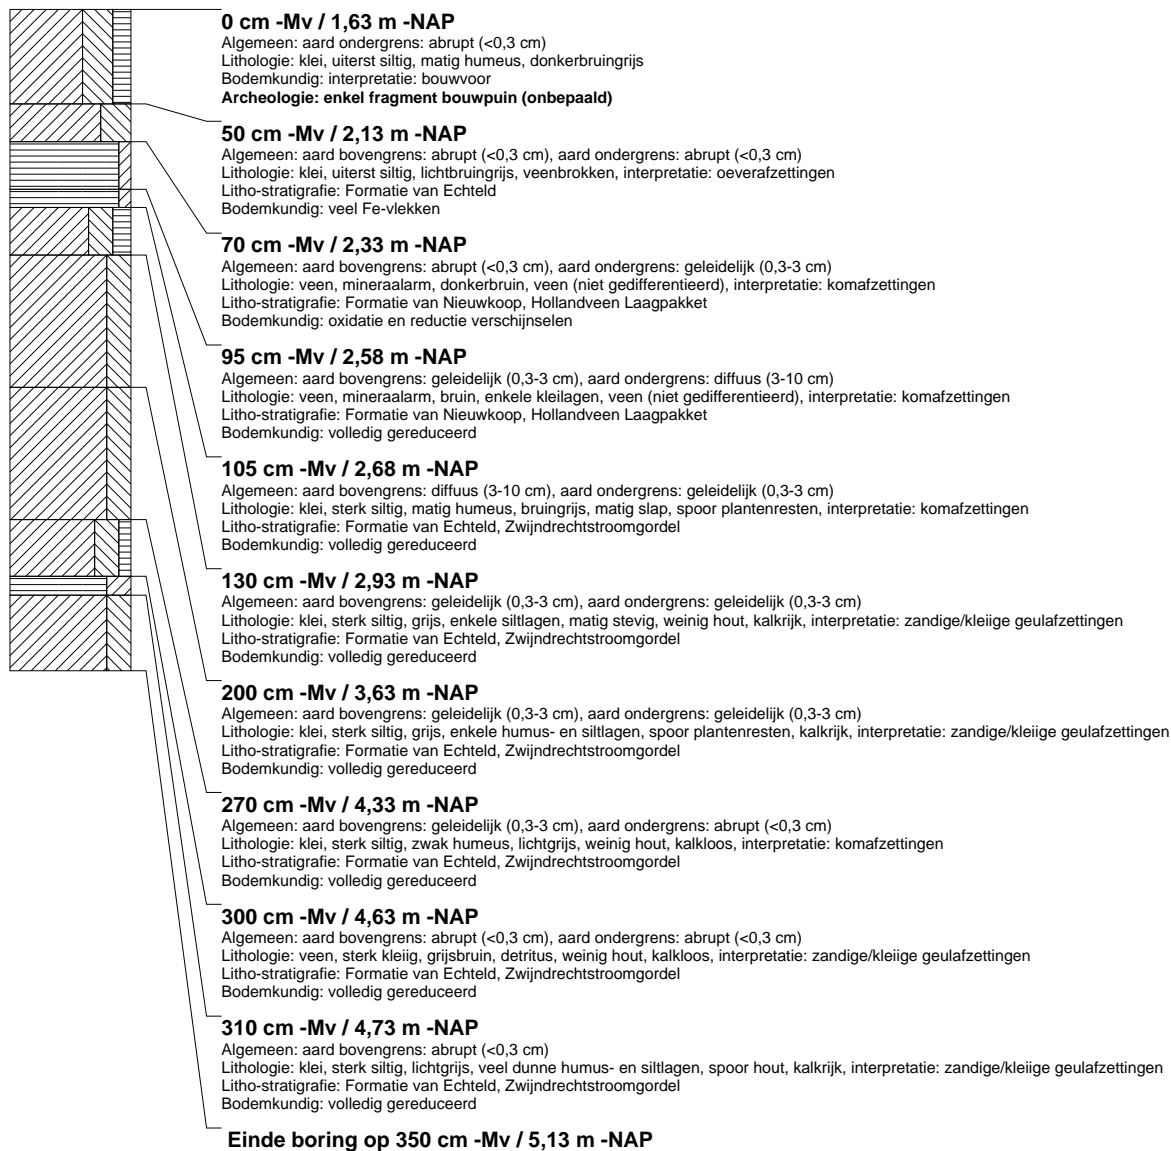 0 cm -Mv / 1,63 m -NAP
Algemeen: aard ondergrens: abrupt (<0,3 cm)
Lithologie: klei, uiterst siltig, matig humeus, donkerbruingrijs
Bodemkundig: interpretatie: bouwvoor
Archeologie: enkel fragment bouwpuin (onbepaald)
50 cm -Mv / 2,13 m -NAP
Algemeen: aard bovengrens: abrupt (<0,3 cm), aard ondergrens: abrupt (<0,3 cm)
Lithologie: klei, uiterst siltig, lichtbruingrijs, veenbrokken, interpretatie: oeverafzettingen
Litho-stratigrafie: Formatie van Echteld
Bodemkundig: veel Fe-vlekken
70 cm -Mv / 2,33 m -NAP
Algemeen: aard bovengrens: abrupt (<0,3 cm), aard ondergrens: geleidelijk (0,3-3 cm)
Lithologie: veen, mineraalarm, donkerbruin, veen (niet gedifferentieerd), interpretatie: komafzettingen
Litho-stratigrafie: Formatie van Nieuwkoop, Hollandveen Laagpakket
Bodemkundig: oxidatie en reductie verschijnselen
95 cm -Mv / 2,58 m -NAP
Algemeen: aard bovengrens: geleidelijk (0,3-3 cm), aard ondergrens: diffuus (3-10 cm)
Lithologie: veen, mineraalarm, bruin, enkele kleilagen, veen (niet gedifferentieerd), interpretatie: komafzettingen
Litho-stratigrafie: Formatie van Nieuwkoop, Hollandveen Laagpakket
Bodemkundig: volledig gereduceerd
105 cm -Mv / 2,68 m -NAP
Algemeen: aard bovengrens: diffuus (3-10 cm), aard ondergrens: geleidelijk (0,3-3 cm)
Lithologie: klei, sterk siltig, matig humeus, bruingrijs, matig slap, spoor plantenresten, interpretatie: komafzettingen
Litho-stratigrafie: Formatie van Echteld, Zwijndrechtstroomgordel
Bodemkundig: volledig gereduceerd
130 cm -Mv / 2,93 m -NAP
Algemeen: aard bovengrens: geleidelijk (0,3-3 cm), aard ondergrens: geleidelijk (0,3-3 cm)
Lithologie: klei, sterk siltig, grijs, enkele siltlagen, matig stevig, weinig hout, kalkrijk, interpretatie: zandige/kleiige geulafzettingen
Litho-stratigrafie: Formatie van Echteld, Zwijndrechtstroomgordel
Bodemkundig: volledig gereduceerd
200 cm -Mv / 3,63 m -NAP
Algemeen: aard bovengrens: geleidelijk (0,3-3 cm), aard ondergrens: geleidelijk (0,3-3 cm)
Lithologie: klei, sterk siltig, grijs, enkele humus- en siltlagen, spoor plantenresten, kalkrijk, interpretatie: zandige/kleiige geulafzettingen
Litho-stratigrafie: Formatie van Echteld, Zwijndrechtstroomgordel
Bodemkundig: volledig gereduceerd
270 cm -Mv / 4,33 m -NAP
Algemeen: aard bovengrens: geleidelijk (0,3-3 cm), aard ondergrens: abrupt (<0,3 cm)
Lithologie: klei, sterk siltig, zwak humeus, lichtgrijs, weinig hout, kalkloos, interpretatie: komafzettingen
Litho-stratigrafie: Formatie van Echteld, Zwijndrechtstroomgordel
Bodemkundig: volledig gereduceerd
300 cm -Mv / 4,63 m -NAP
Algemeen: aard bovengrens: abrupt (<0,3 cm), aard ondergrens: abrupt (<0,3 cm)
Lithologie: veen, sterk kleiig, grijsbruin, detritus, weinig hout, kalkloos, interpretatie: zandige/kleiige geulafzettingen
Litho-stratigrafie: Formatie van Echteld, Zwijndrechtstroomgordel
Bodemkundig: volledig gereduceerd
310 cm -Mv / 4,73 m -NAP
Algemeen: aard bovengrens: abrupt (<0,3 cm)
Lithologie: klei, sterk siltig, lichtgrijs, veel dunne humus- en siltlagen, spoor hout, kalkrijk, interpretatie: zandige/kleiige geulafzettingen
Litho-stratigrafie: Formatie van Echteld, Zwijndrechtstroomgordel
Bodemkundig: volledig gereduceerd
Einde boring op 350 cm -Mv / 5,13 m -NAP